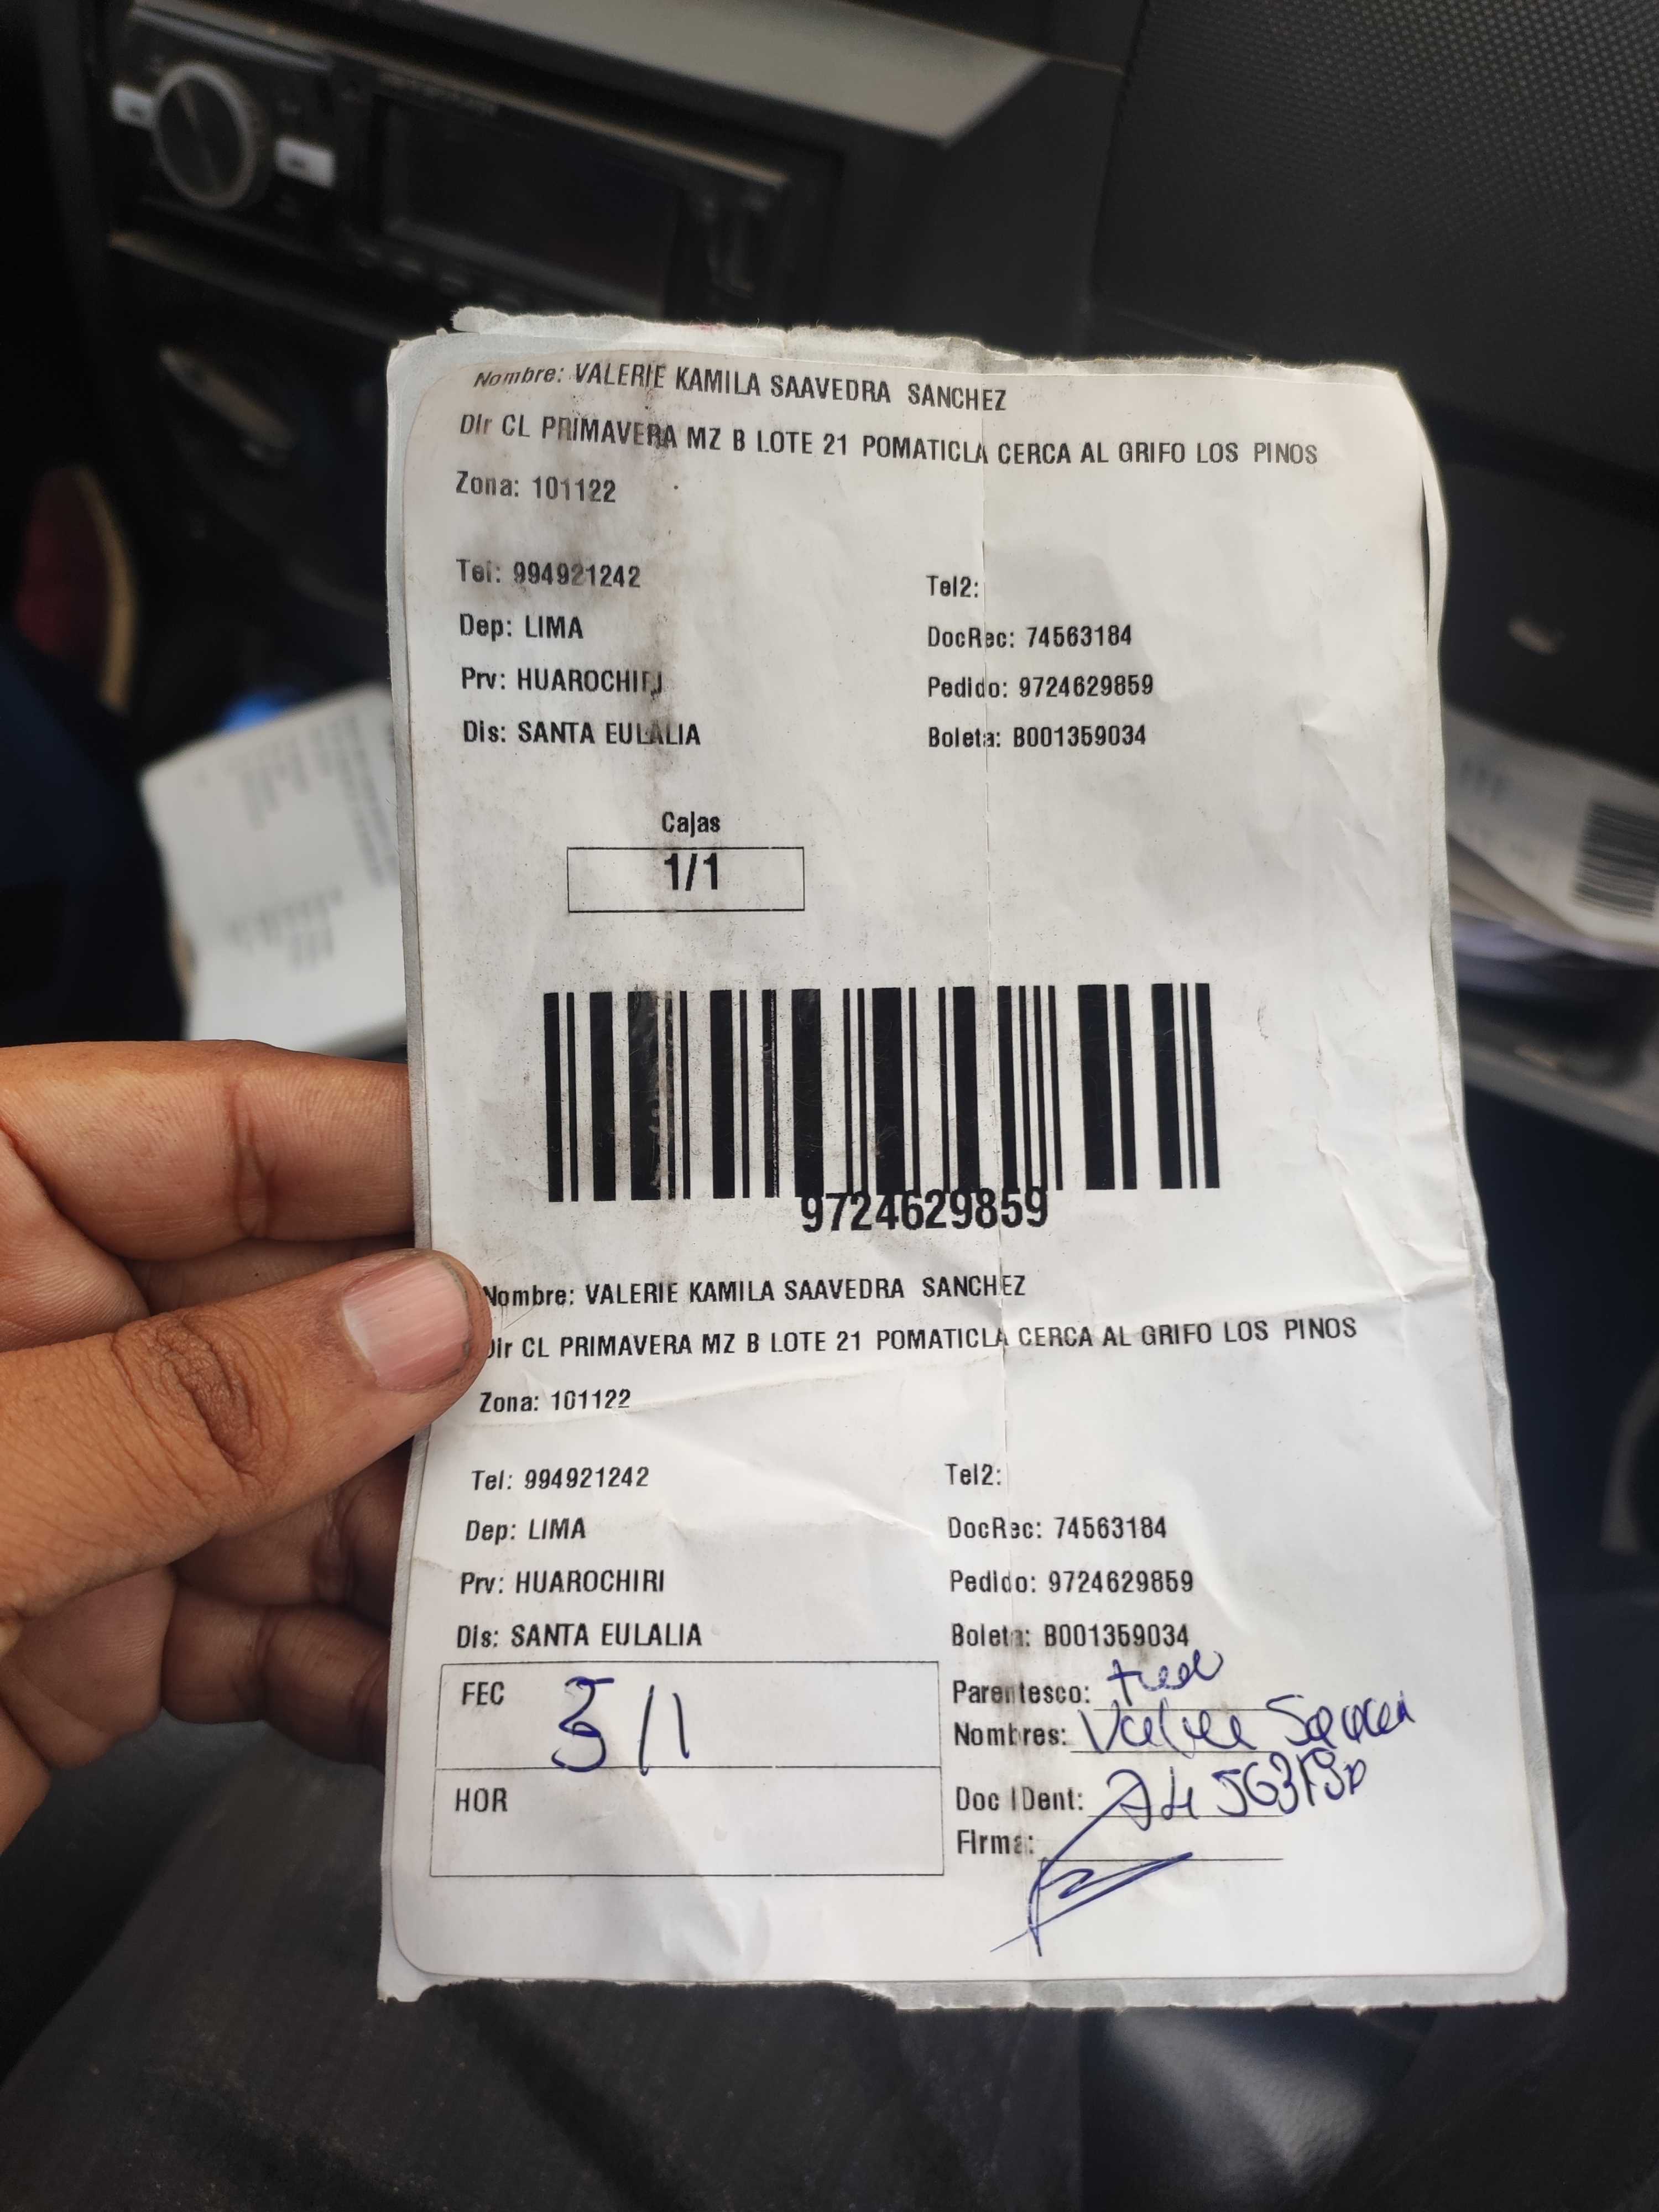 Nombre: VALERIE KAMILA SAAVEDRA SANCHEZ
Dir CL PRIMAVERA MZ B LOTE 21 POMATICLA CERCA AL GRIFO LOS PINOS
Zona: 101122
Tel: 994921242 Tel2:
Dep: LIMA DocRec: 74563184
Prv: HUAROCHIRI Pedido: 9724629859
Dis: SANTA EULALIA Boleta: B001359034
Cajas
1/1
9724629859
Nombre: VALERIE KAMILA SAAVEDRA SANCHEZ
Dir CL PRIMAVERA MZ B LOTE 21 POMATICLA CERCA AL GRIFO LOS PINOS
Zona: 101122
Tel: 994921242 Tel2:
Dep: LIMA DocRec: 74563184
Prv: HUAROCHIRI Pedido: 9724629859
Dis: SANTA EULALIA Boleta: B001359034
FEC 5/1 Parentesco:
Nombres:
HOR Doc IDent:
Firma: